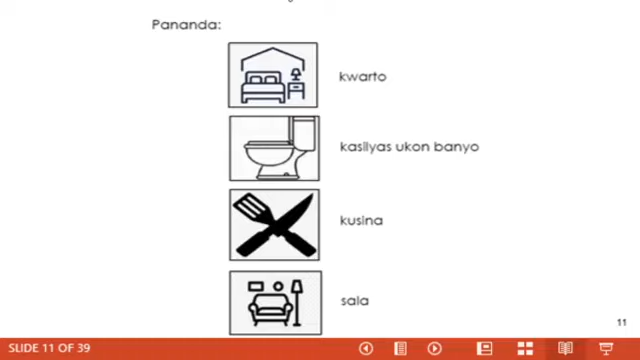 Pananda:
kwarto
kasilyas ukon banyo
kusina
sala
11
SLIDE 11 OF 39